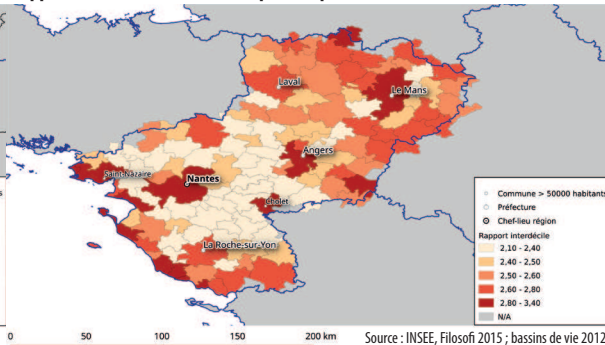 Laval
Le Mans
Angers
Saint-Nazaire
Nantes
Cholet
La Roche-sur-Yon
Commune > 50000 habitants
Préfecture
Chef-lieu région
Rapport interdécile
2,10 - 2,40
2,40 - 2,50
2,50 - 2,60
2,60 - 2,80
2,80 - 3,40
N/A
0 50 100 150 200 km
Source : INSEE, Filosofi 2015 ; bassins de vie 2012